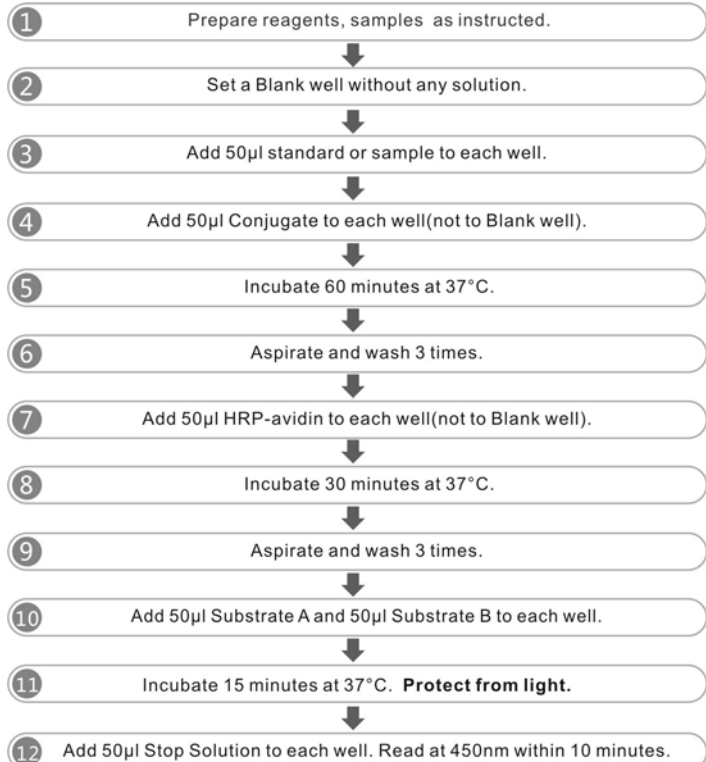 1 Prepare reagents, samples as instructed.
2 Set a Blank well without any solution.
3 Add 50µl standard or sample to each well.
4 Add 50µl Conjugate to each well(not to Blank well).
5 Incubate 60 minutes at 37°C.
6 Aspirate and wash 3 times.
7 Add 50µl HRP-avidin to each well(not to Blank well).
8 Incubate 30 minutes at 37°C.
9 Aspirate and wash 3 times.
10 Add 50µl Substrate A and 50µl Substrate B to each well.
11 Incubate 15 minutes at 37°C. Protect from light.
12 Add 50µl Stop Solution to each well. Read at 450nm within 10 minutes.